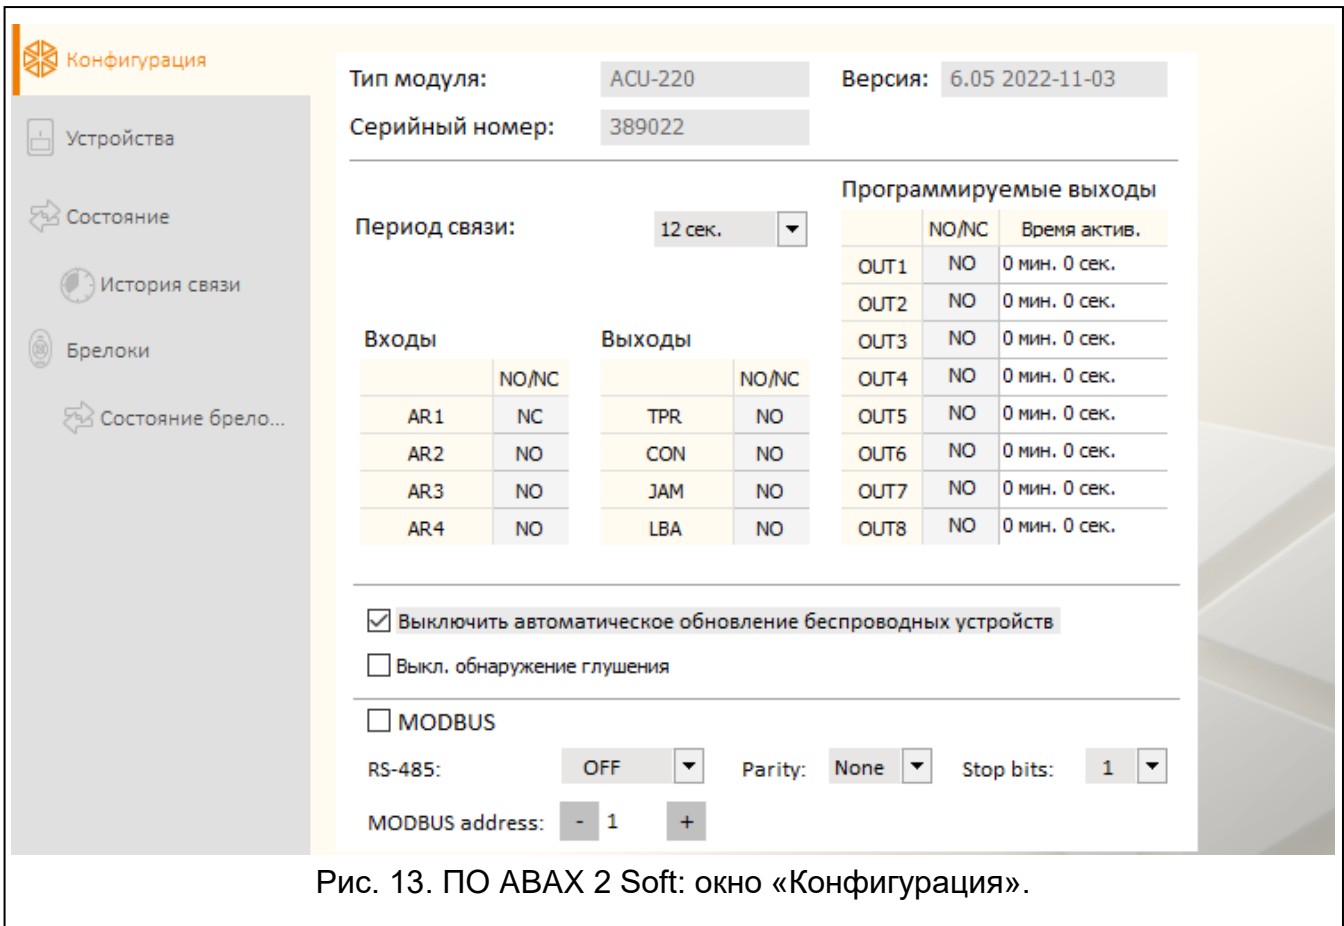 Конфигурация
Устройства
Состояние
История связи
Брелоки
Состояние брело...
Тип модуля: ACU-220 Версия: 6.05 2022-11-03
Серийный номер: 389022
Период связи: 12 сек.
Входы
NO/NC
AR1 NC
AR2 NO
AR3 NO
AR4 NO
Выходы
NO/NC
TPR NO
CON NO
JAM NO
LBA NO
Программируемые выходы
NO/NC Время актив.
OUT1 NO 0 мин. 0 сек.
OUT2 NO 0 мин. 0 сек.
OUT3 NO 0 мин. 0 сек.
OUT4 NO 0 мин. 0 сек.
OUT5 NO 0 мин. 0 сек.
OUT6 NO 0 мин. 0 сек.
OUT7 NO 0 мин. 0 сек.
OUT8 NO 0 мин. 0 сек.
Выключить автоматическое обновление беспроводных устройств
Выкл. обнаружение глушения
MODBUS
RS-485: OFF Parity: None Stop bits: 1
MODBUS address: - 1 +
Рис. 13. ПО ABAX 2 Soft: окно «Конфигурация».